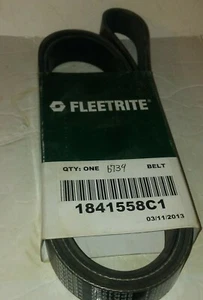 FLEETRITE
QTY: ONE BELT
1841558C1
03/11/2013